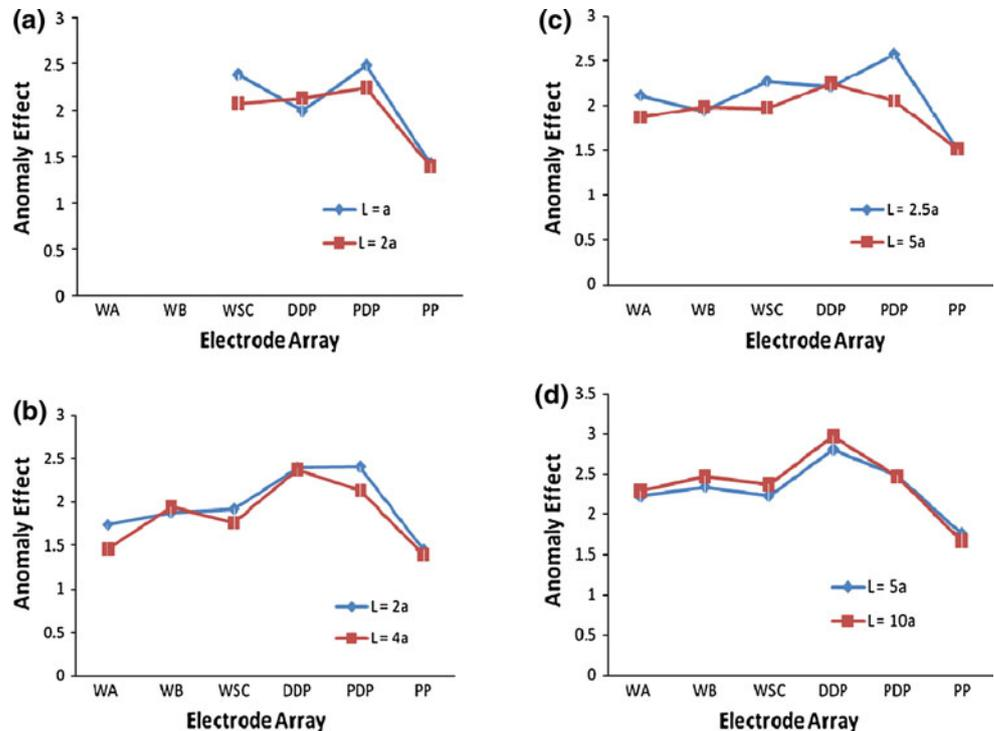 (a)
3
2.5
2
1.5
1
0.5
0
Anomaly Effect
L = a
L = 2a
WA WB WSC DDP PDP PP
Electrode Array
(c)
3
2.5
2
1.5
1
0.5
0
Anomaly Effect
L = 2.5a
L = 5a
WA WB WSC DDP PDP PP
Electrode Array
(b)
3
2.5
2
1.5
1
0.5
0
Anomaly Effect
L = 2a
L = 4a
WA WB WSC DDP PDP PP
Electrode Array
(d)
3.5
3
2.5
2
1.5
1
0.5
0
Anomaly Effect
L = 5a
L = 10a
WA WB WSC DDP PDP PP
Electrode Array